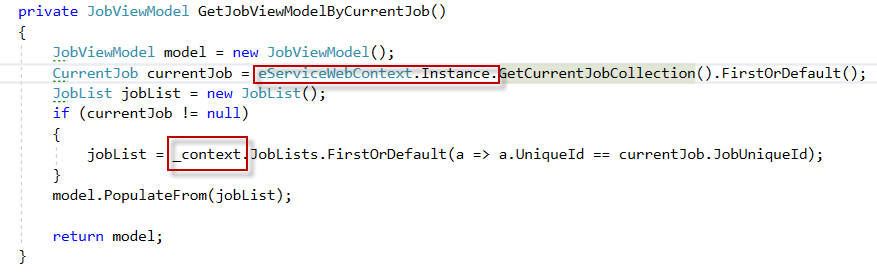 private JobViewModel GetJobViewModelByCurrentJob()
{
JobViewModel model = new JobViewModel();
CurrentJob currentJob = eServiceWebContext.Instance.GetCurrentJobCollection().FirstOrDefault();
JobList jobList = new JobList();
if (currentJob != null)
{
jobList = _context.JobLists.FirstOrDefault(a => a.UniqueId == currentJob.JobUniqueId);
}
model.PopulateFrom(jobList);
return model;
}